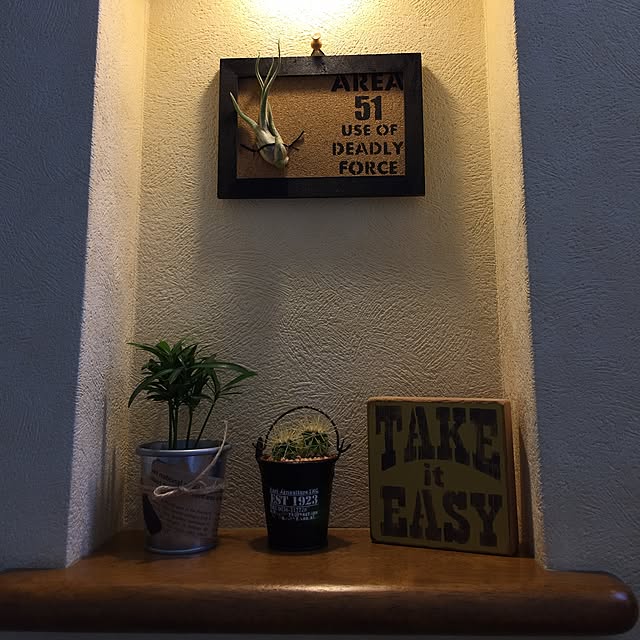 AREA
51
USE OF
DEADLY
FORCE
EST 1923
TAKE
it
EASY